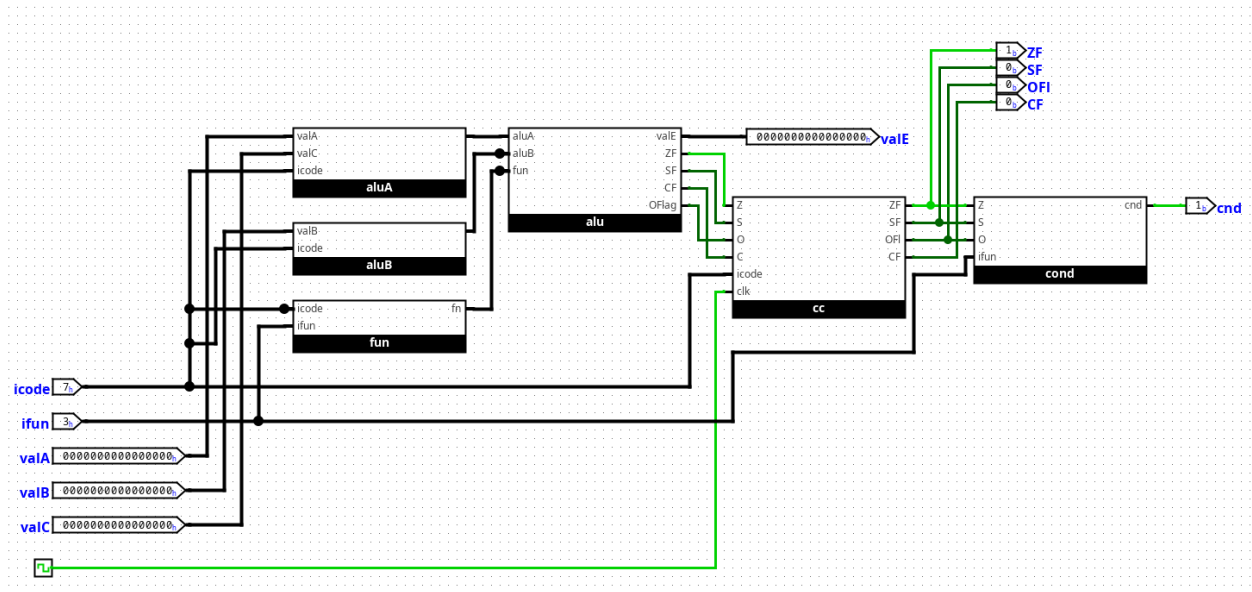 1b ZF
0b SF
0b OFl
0b CF
valA
valC
icode
aluA
aluA valE
aluB ZF
fun SF
CF
OFlag
alu
0000000000000000h valE
valB
icode
aluB
icode fn
ifun
fun
Z ZF
S SF
O OFl
C CF
icode
clk
cc
Z cnd
S
O
ifun
cond
1b cnd
icode 7h
ifun 3h
valA 0000000000000000h
valB 0000000000000000h
valC 0000000000000000h